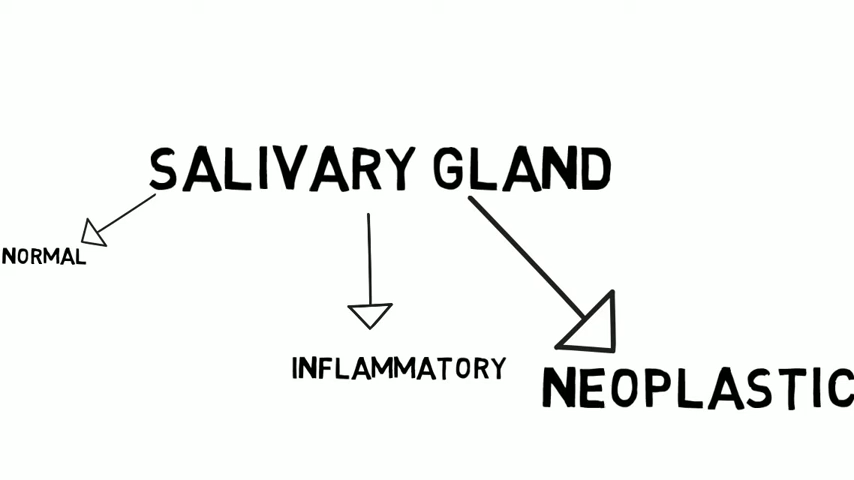 SALIVARY GLAND
NORMAL
INFLAMMATORY
NEOPLASTIC